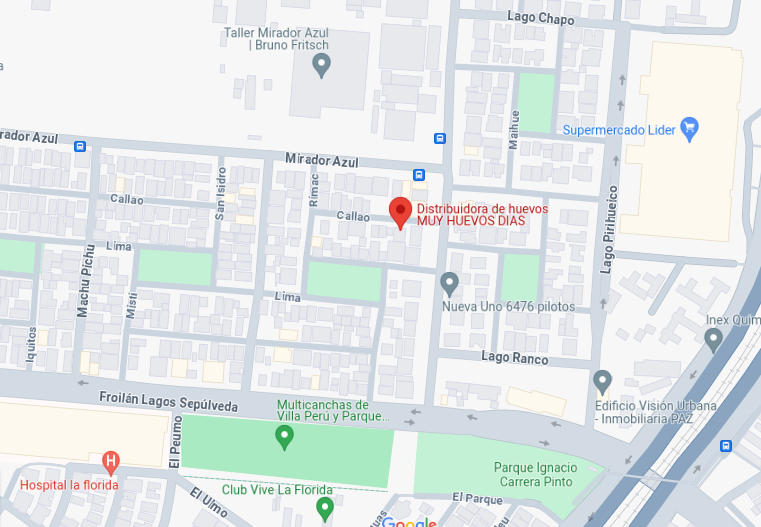 Lago Chapo
Taller Mirador Azul
| Bruno Fritsch
Maihue
Supermercado Lider
rador Azul
Mirador Azul
San Isidro
Rimac
Callao
Callao
Distribuidora de huevos
MUY HUEVOS DIAS
Lago Pirihueico
Lima
Machu Pichu
Misti
Lima
Nueva Uno 6476 pilotos
Inex Quim
Iquitos
Lago Ranco
Froilán Lagos Sepúlveda
Multicanchas de
Villa Perú y Parque...
Edificio Visión Urbana
- Inmobiliaria PAZ
El Peumo
H
Hospital la florida
Parque Ignacio
Carrera Pinto
Club Vive La Florida
El Ulmo
El Parque
Google